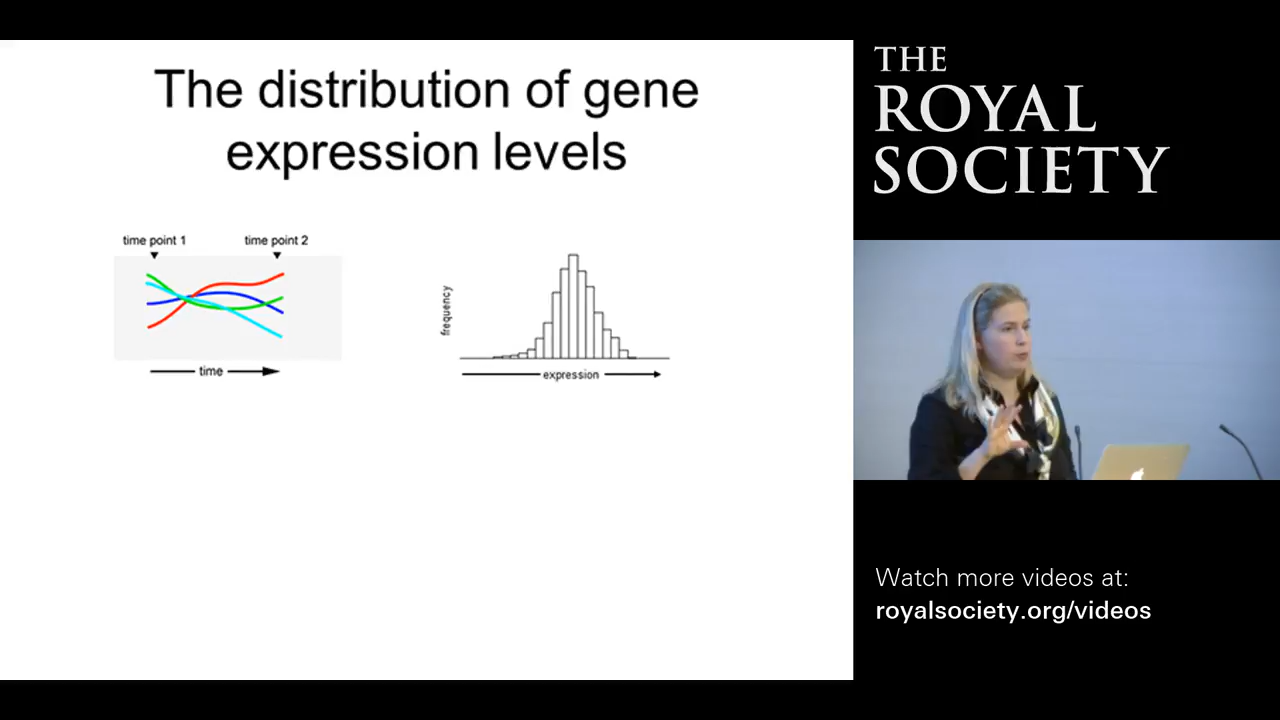 The distribution of gene
expression levels
time point 1
time point 2
time
frequency
expression
THE
ROYAL
SOCIETY
Watch more videos at:
royalsociety.org/videos